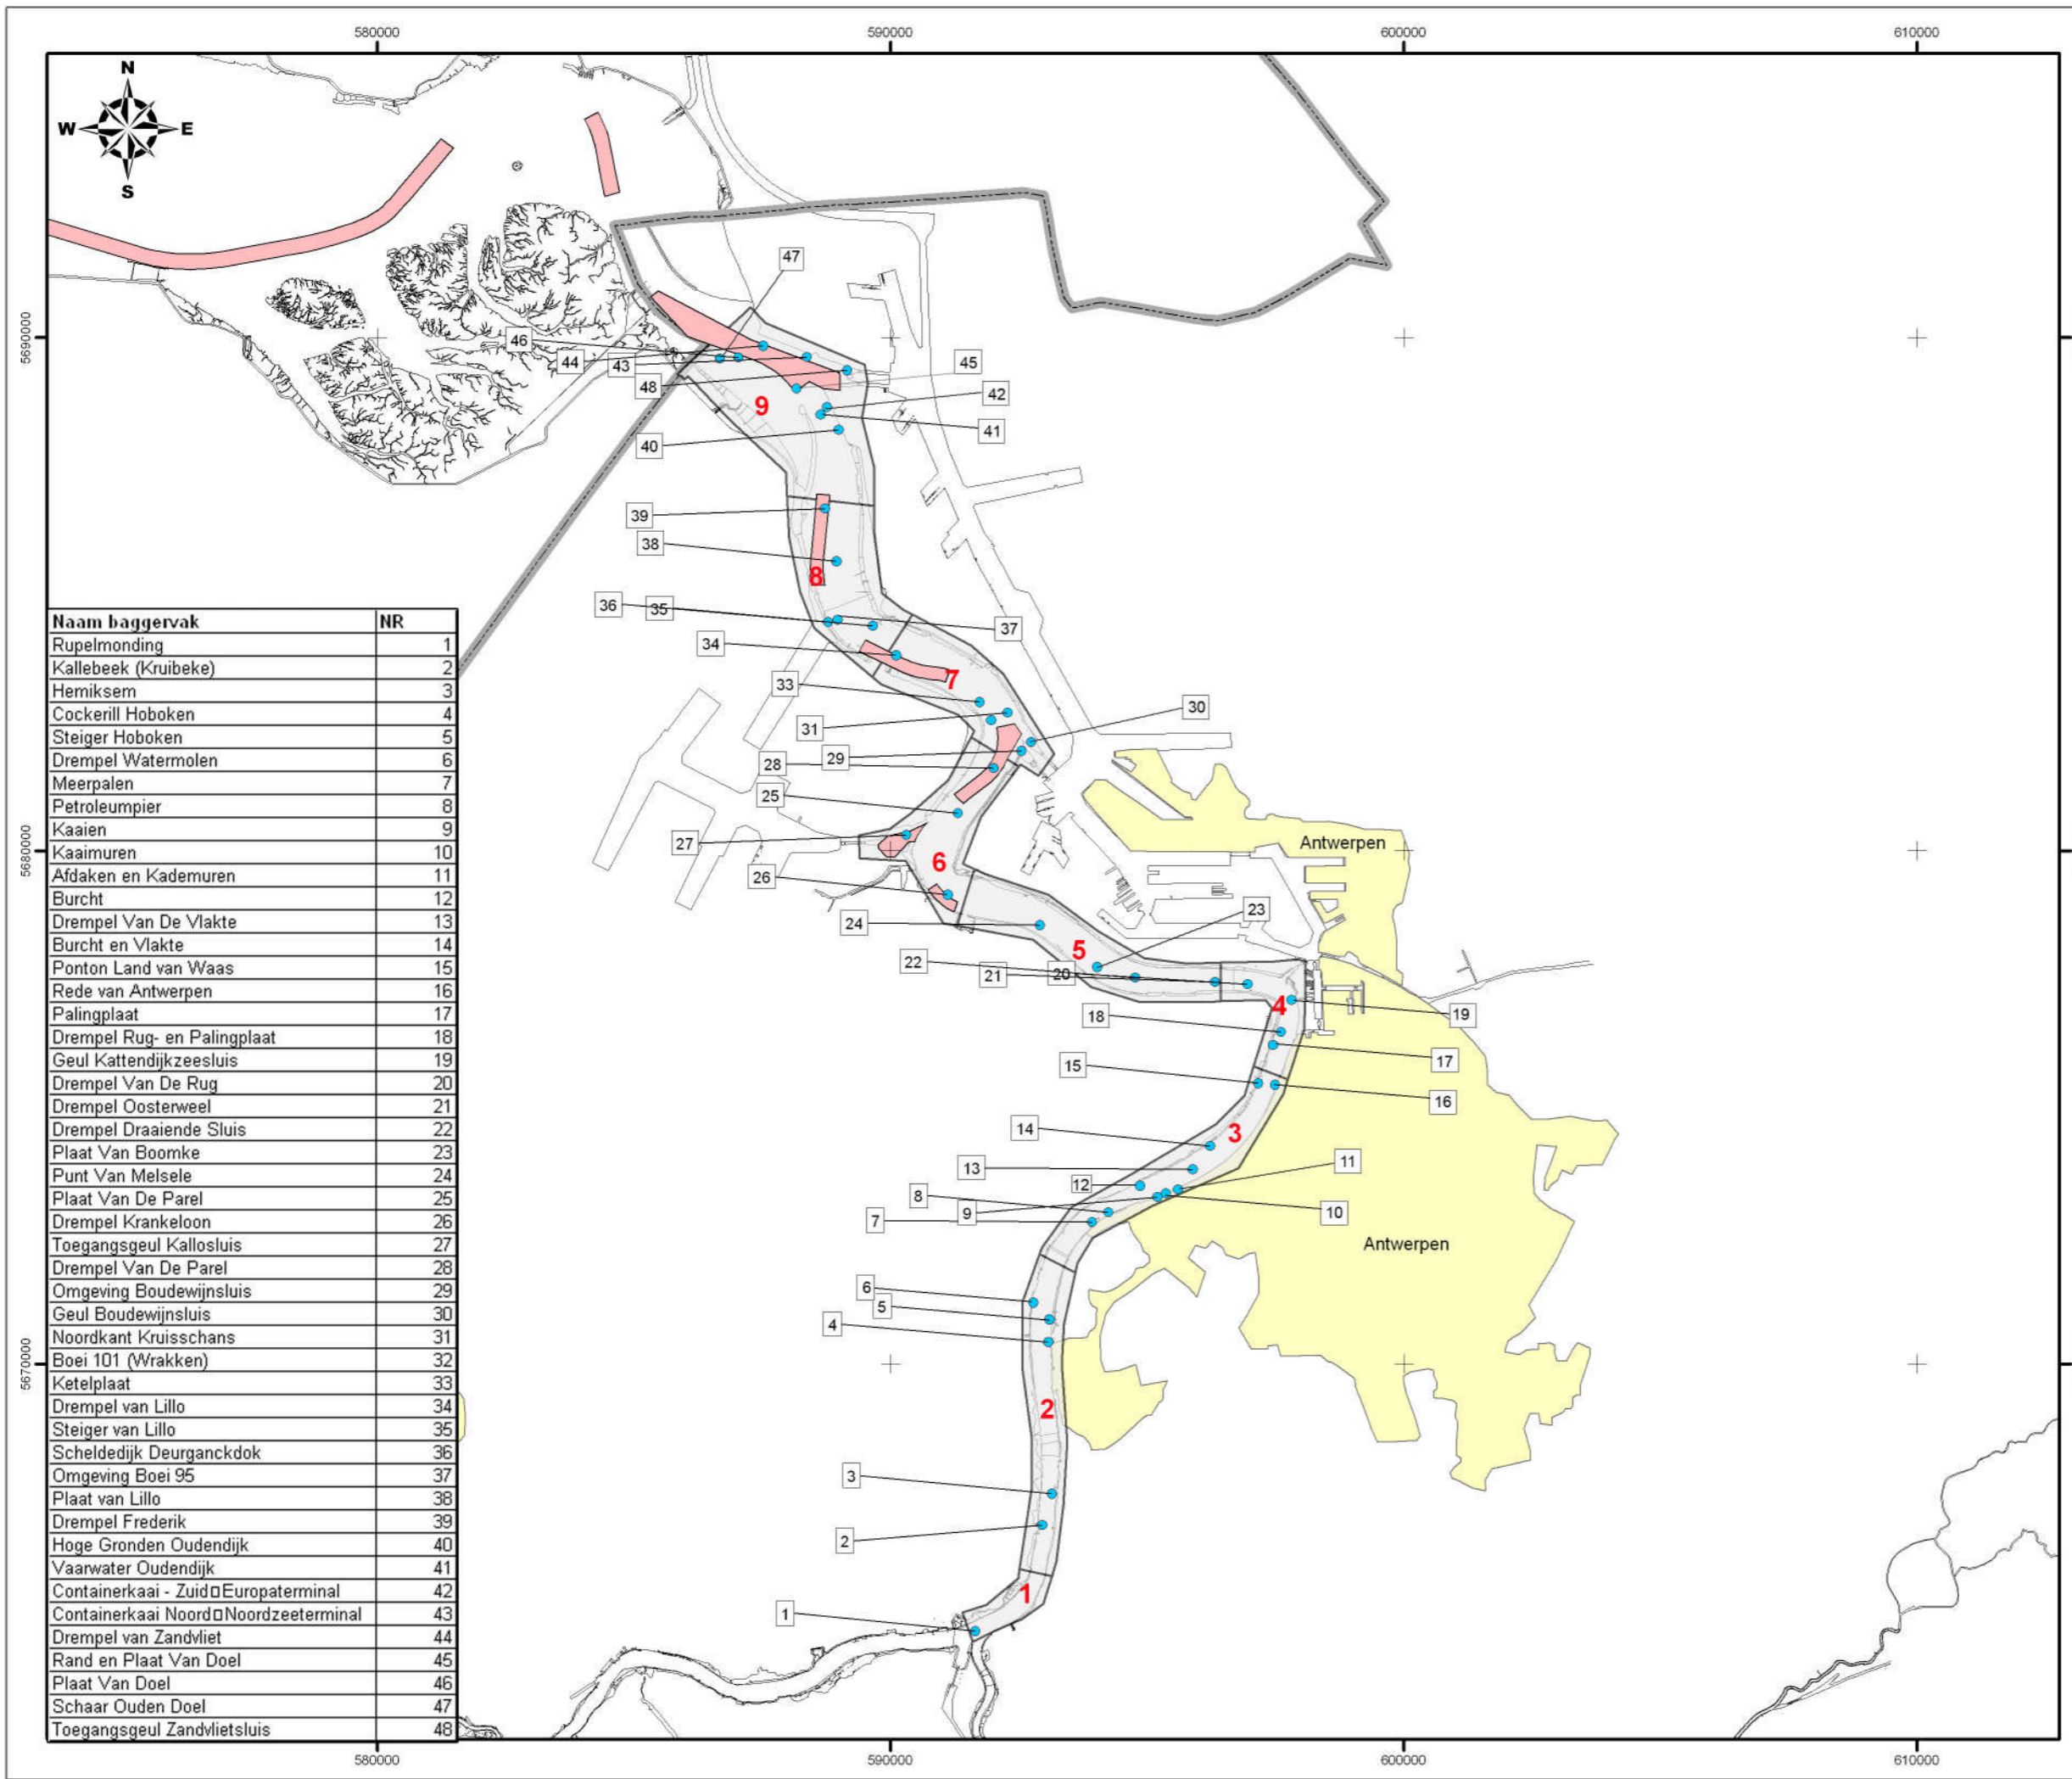 580000 590000 600000 610000
N
W E
S
47
46
44 43 45
48
42
9
41
40
5690000
39
38
8
36 35
37
34
7
33
30
31
28 29
25
27
6
26
Antwerpen
5680000
23
24
5
22
21 20
4
19
18
17
15
16
14
3
13
11
12
8
9 10
7
Antwerpen
6
5
4
5670000
2
3
2
1
1
Naam baggervak NR
Rupelmonding 1
Kallebeek (Kruibeke) 2
Hemiksem 3
Cockerill Hoboken 4
Steiger Hoboken 5
Drempel Watermolen 6
Meerpalen 7
Petroleumpier 8
Kaaien 9
Kaaimuren 10
Afdaken en Kademuren 11
Burcht 12
Drempel Van De Vlakte 13
Burcht en Vlakte 14
Ponton Land van Waas 15
Rede van Antwerpen 16
Palingplaat 17
Drempel Rug- en Palingplaat 18
Geul Kattendijkzeesluis 19
Drempel Van De Rug 20
Drempel Oosterweel 21
Drempel Draaiende Sluis 22
Plaat Van Boomke 23
Punt Van Melsele 24
Plaat Van De Parel 25
Drempel Krankeloon 26
Toegangsgeul Kallosluis 27
Drempel Van De Parel 28
Omgeving Boudewijnsluis 29
Geul Boudewijnsluis 30
Noordkant Kruisschans 31
Boei 101 (Wrakken) 32
Ketelplaat 33
Drempel van Lillo 34
Steiger van Lillo 35
Scheldedijk Deurganckdok 36
Omgeving Boei 95 37
Plaat van Lillo 38
Drempel Frederik 39
Hoge Gronden Oudendijk 40
Vaarwater Oudendijk 41
Containerkaai - Zuid□Europaterminal 42
Containerkaai Noord□Noordzeeterminal 43
Drempel van Zandvliet 44
Rand en Plaat Van Doel 45
Plaat Van Doel 46
Schaar Ouden Doel 47
Toegangsgeul Zandvlietsluis 48
580000 590000 600000 610000